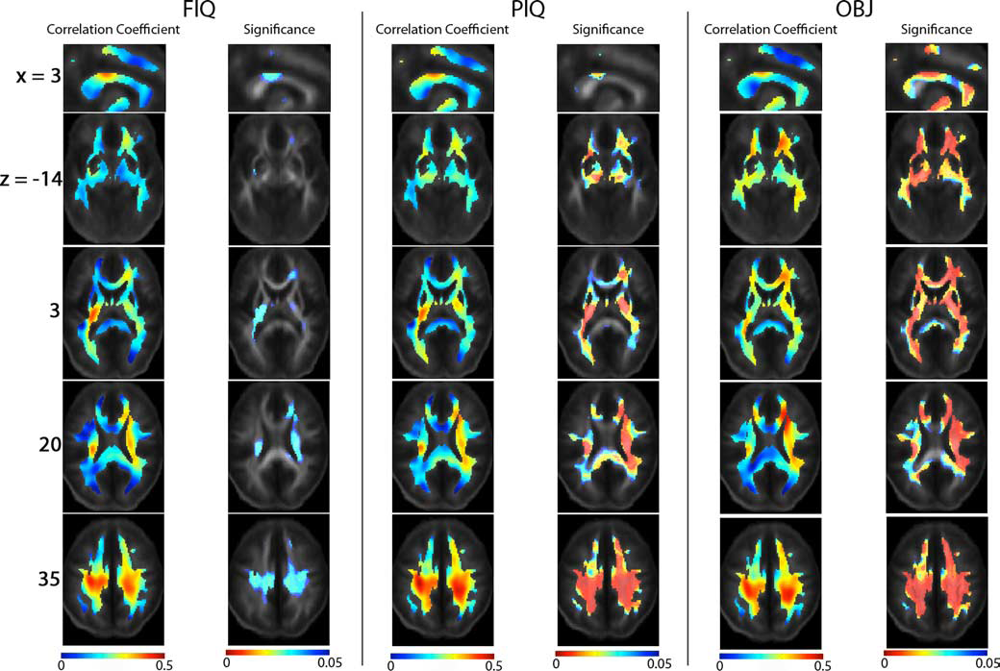 FIQ PIQ OBJ
Correlation Coefficient Significance Correlation Coefficient Significance Correlation Coefficient Significance
x = 3
z = -14
3
20
35
0 0.5 0 0.05 0 0.5 0 0.05 0 0.5 0 0.05